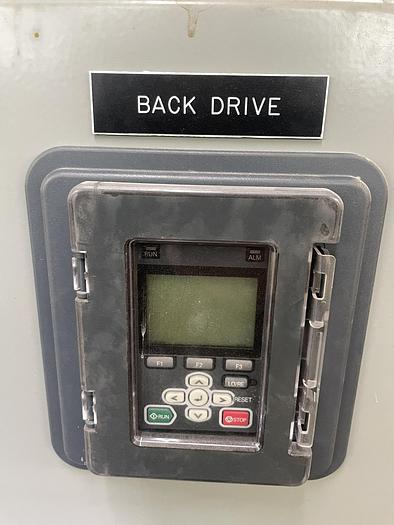 BACK DRIVE
RUN ALM
F1 F2 F3
LO/RE
RESET
RUN STOP